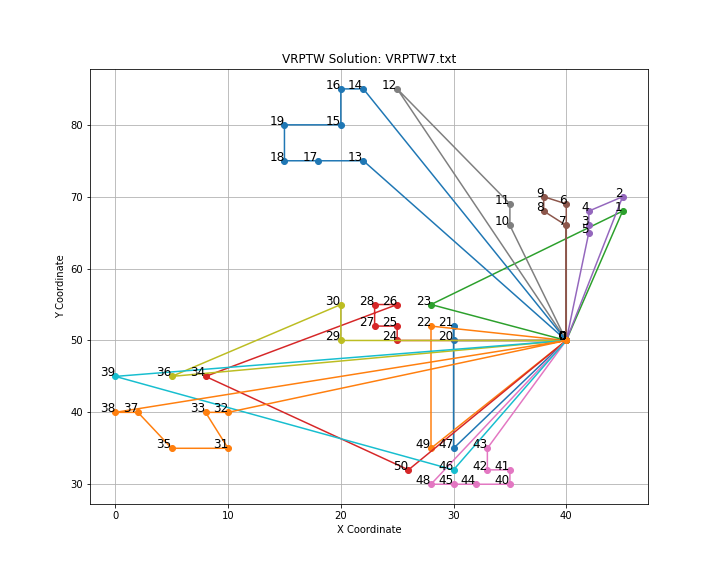 VRPTW Solution: VRPTW7.txt
Y Coordinate
80
70
60
50
40
30
16 14 12
19 15
18 17 13
9 6 2
11 8 4 1
10 7 3
5
30 28 26 23
27 25 22 21
29 24 20 0
39 36 34
38 37 33 32
35 31 49 47 43
50 46 42 41
48 45 44 40
0 10 20 30 40
X Coordinate